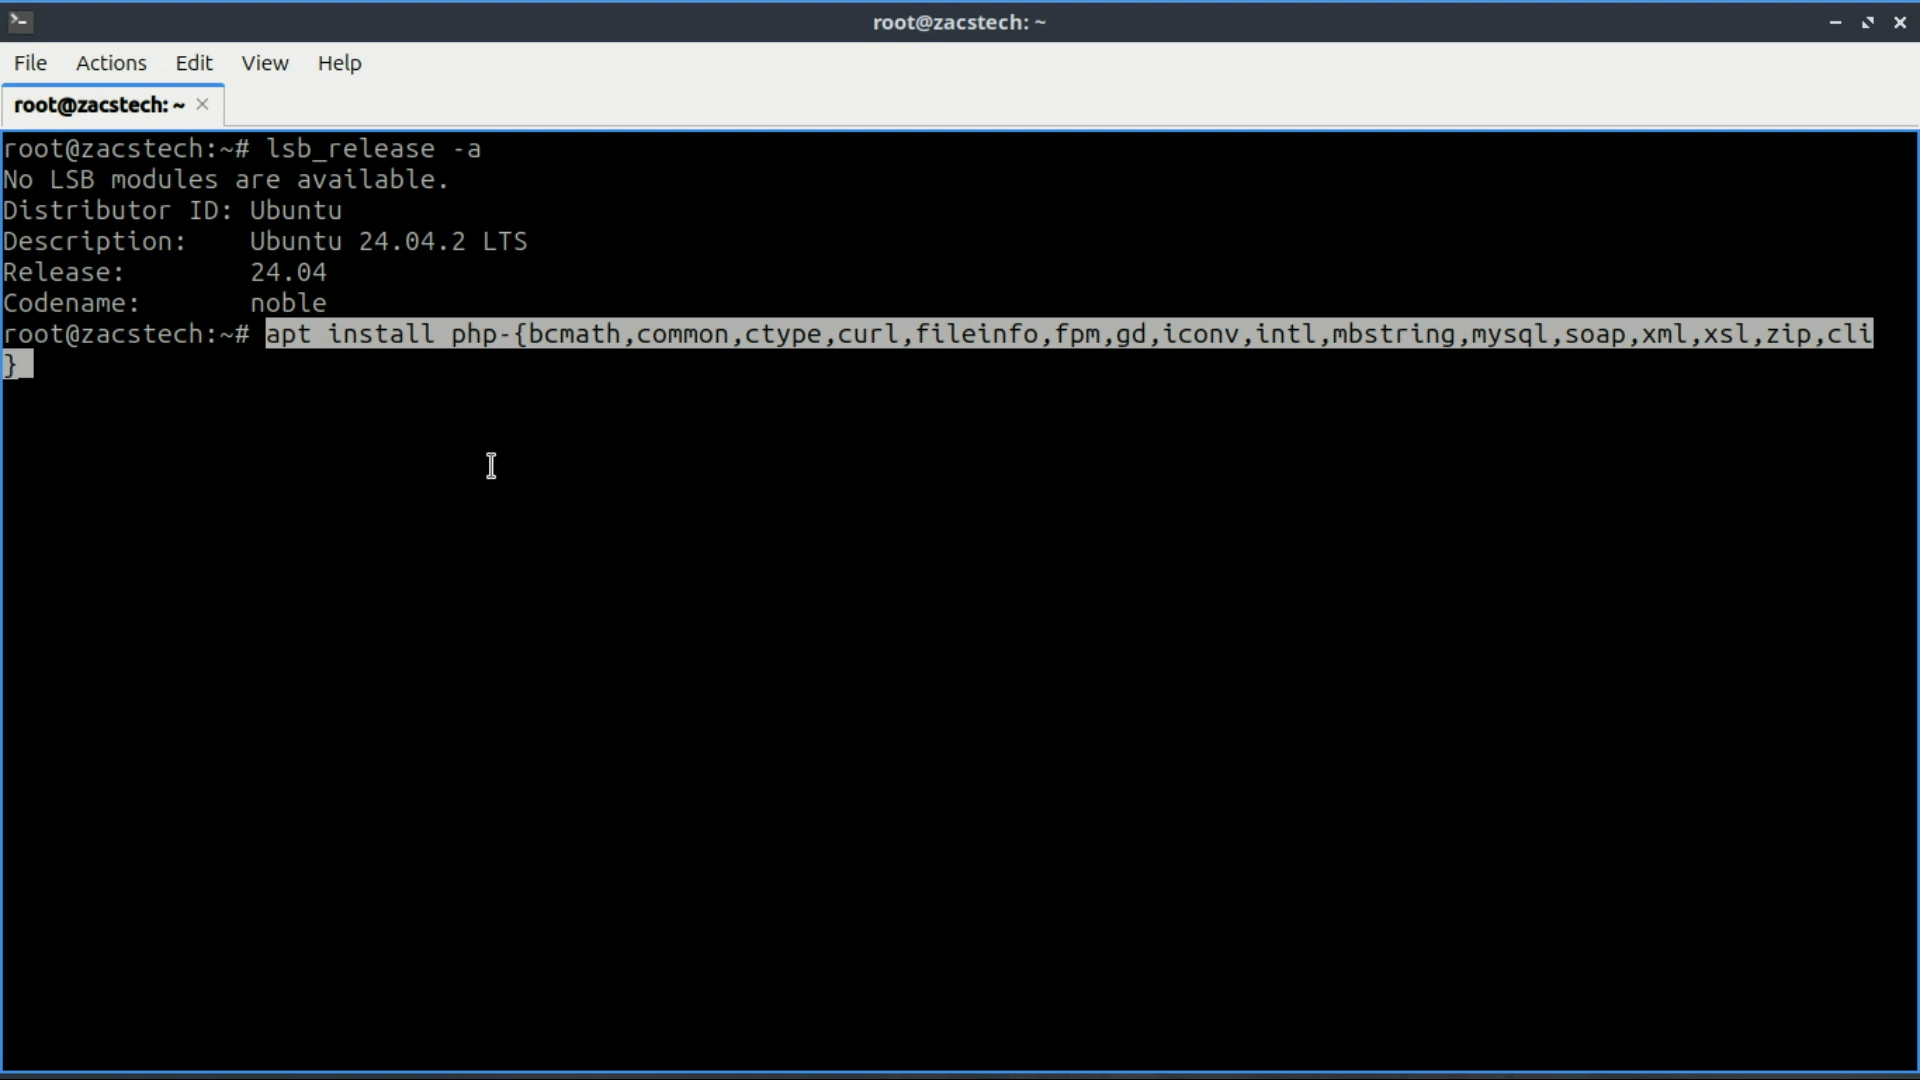 root@zacstech: ~
File Actions Edit View Help
root@zacstech: ~
root@zacstech:~# lsb_release -a
No LSB modules are available.
Distributor ID: Ubuntu
Description:    Ubuntu 24.04.2 LTS
Release:        24.04
Codename:       noble
root@zacstech:~# apt install php-{bcmath,common,ctype,curl,fileinfo,fpm,gd,iconv,intl,mbstring,mysql,soap,xml,xsl,zip,cli
}